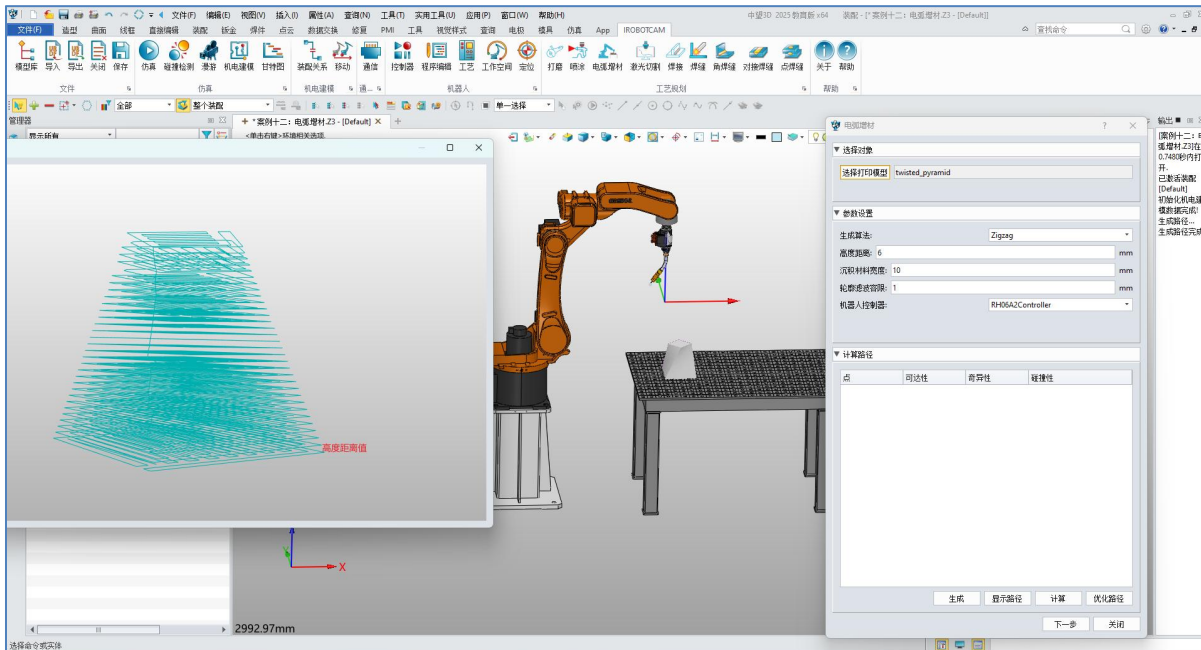 文件(F) 编辑(E) 视图(V) 插入(I) 属性(A) 查询(N) 工具(T) 实用工具(U) 应用(P) 窗口(W) 帮助(H) 中望3D 2025 教育版 x64 装配 - [*案例十二：电弧增材.Z3 - [Default]]
文件(F) 造型 曲面 线框 直接编辑 装配 钣金 焊件 点云 数据交换 修复 PMI 工具 视觉样式 查询 电极 模具 仿真 App IROBOTCAM 查找命令
模型库 导入 导出 关闭 保存 仿真 碰撞检测 漫游 机电建模 甘特图 装配关系 移动 通信 控制器 程序编辑 工艺 工作空间 定位 打磨 喷涂 电弧增材 激光切割 焊接 焊缝 角焊缝 对接焊缝 点焊缝 关于 帮助
文件 仿真 机电建模 通... 机器人 工艺规划 帮助
全部 整个装配 单一选择
管理器 + *案例十二：电弧增材.Z3 - [Default] × +
显示所有 <单击右键>环境相关选项.
高度距离值
X
Y
2992.97mm
电弧增材 ? ×
选择对象
选择打印模型 twisted_pyramid
参数设置
生成算法: Zigzag
高度距离: 6 mm
沉积材料宽度: 10 mm
轮廓滤波容限: 1 mm
机器人控制器: RH06A2Controller
计算路径
点 可达性 奇异性 碰撞性
生成 显示路径 计算 优化路径
下一步 关闭
输出
[案例十二：电
弧增材.Z3]在
0.7480秒内打
开.
已激活装配
[Default]
初始化机电建
模数据完成!
生成路径...
生成路径完成
选择命令或实体